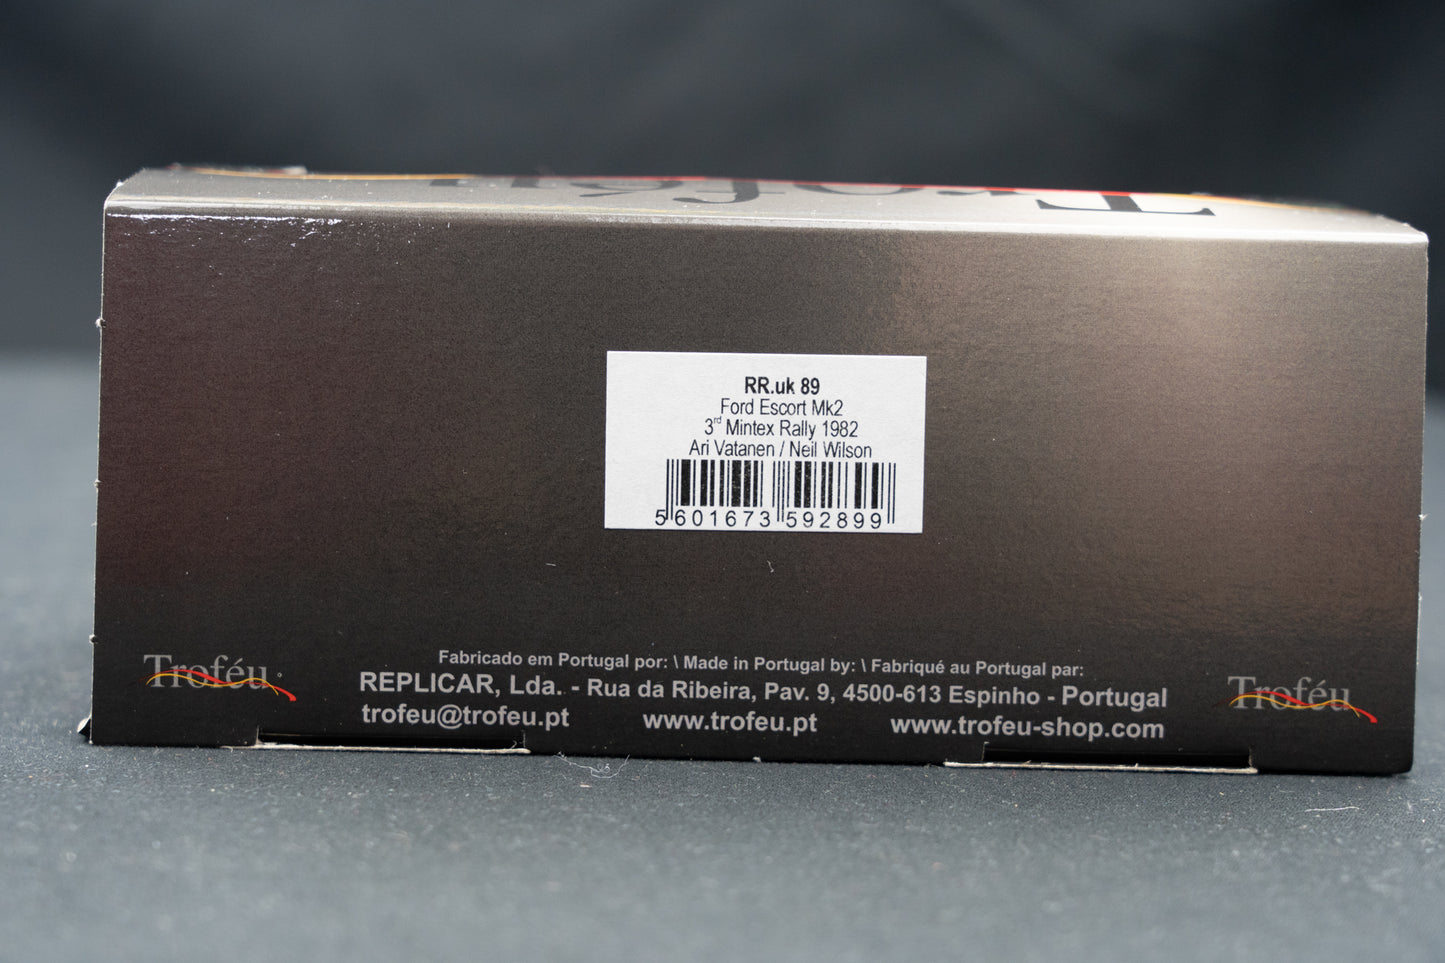 Troféu
RR.uk 89
Ford Escort Mk2
3rd Mintex Rally 1982
Ari Vatanen / Neil Wilson
5 601673 592899
Troféu
Fabricado em Portugal por: \ Made in Portugal by: \ Fabriqué au Portugal par:
REPLICAR, Lda. - Rua da Ribeira, Pav. 9, 4500-613 Espinho - Portugal
trofeu@trofeu.pt www.trofeu.pt www.trofeu-shop.com
Troféu